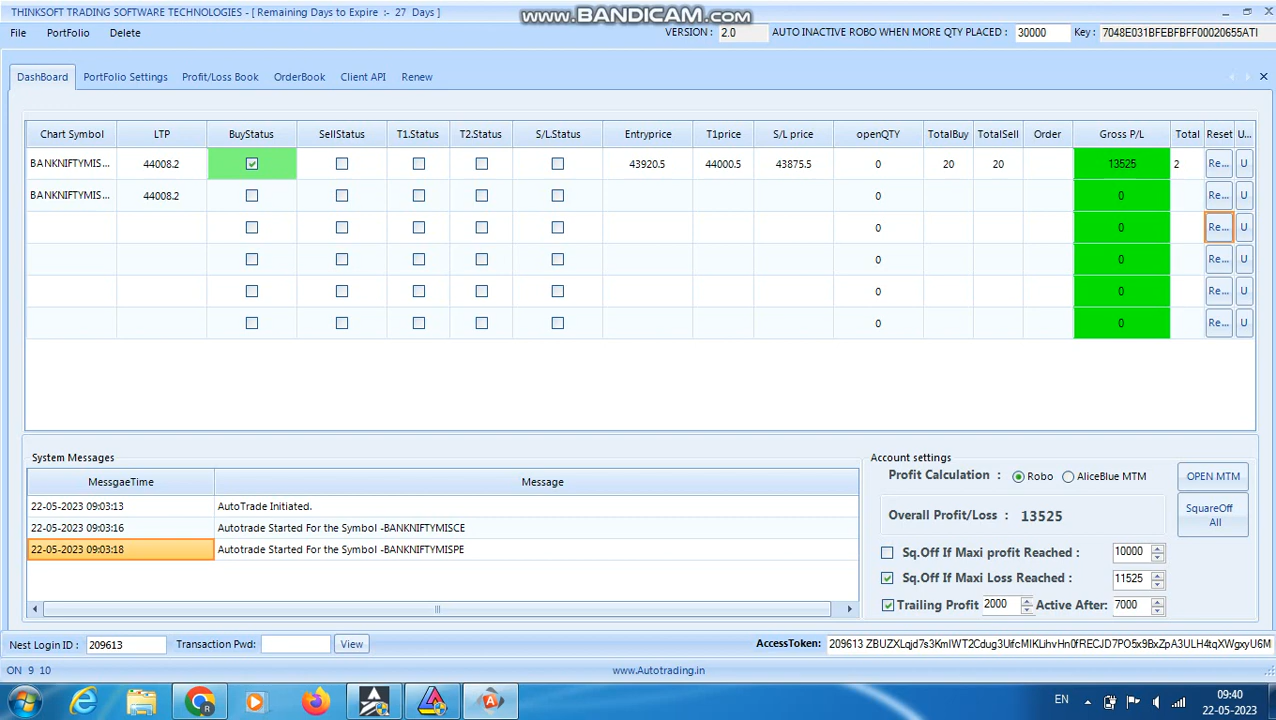 THINKSOFT TRADING SOFTWARE TECHNOLOGIES - [ Remaining Days to Expire :- 27 Days ]
www.BANDICAM.com
File PortFolio Delete
VERSION : 2.0 AUTO INACTIVE ROBO WHEN MORE QTY PLACED : 30000 Key : 7048E031BFEBFBFF00020655ATI
DashBoard PortFolio Settings Profit/Loss Book OrderBook Client API Renew
Chart Symbol LTP BuyStatus SellStatus T1.Status T2.Status S/L.Status Entryprice T1price S/L price openQTY TotalBuy TotalSell Order Gross P/L Total Reset U...
BANKNIFTYMIS... 44008.2 43920.5 44000.5 43875.5 0 20 20 13525 2 Re... U
BANKNIFTYMIS... 44008.2 0 0 Re... U
0 0 Re... U
0 0 Re... U
0 0 Re... U
0 0 Re... U
System Messages
MessgaeTime Message
22-05-2023 09:03:13 AutoTrade Initiated.
22-05-2023 09:03:16 Autotrade Started For the Symbol -BANKNIFTYMISCE
22-05-2023 09:03:18 Autotrade Started For the Symbol -BANKNIFTYMISPE
Account settings
Profit Calculation : Robo AliceBlue MTM OPEN MTM
Overall Profit/Loss : 13525 SquareOff All
Sq.Off If Maxi profit Reached : 10000
Sq.Off If Maxi Loss Reached : 11525
Trailing Profit 2000 Active After: 7000
Nest Login ID : 209613 Transaction Pwd: View
AccessToken: 209613
ON 9 10 www.Autotrading.in
EN 09:40
22-05-2023